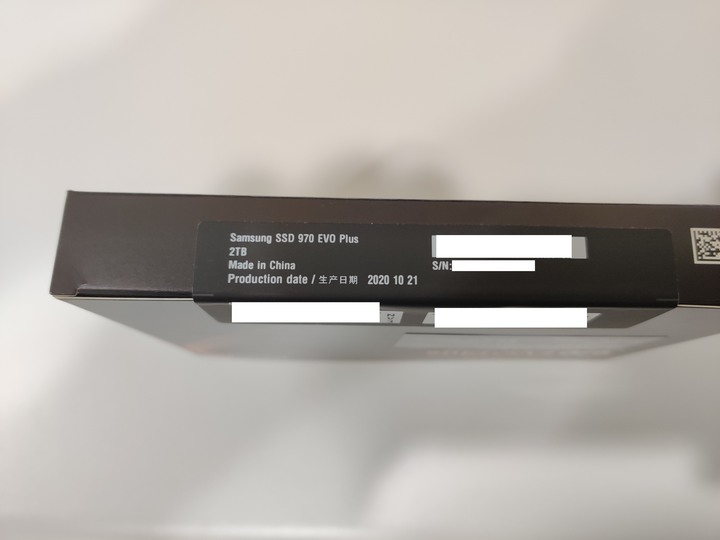 Samsung SSD 970 EVO Plus
2TB
Made in China
S/N:
Production date / 生产日期 2020 10 21